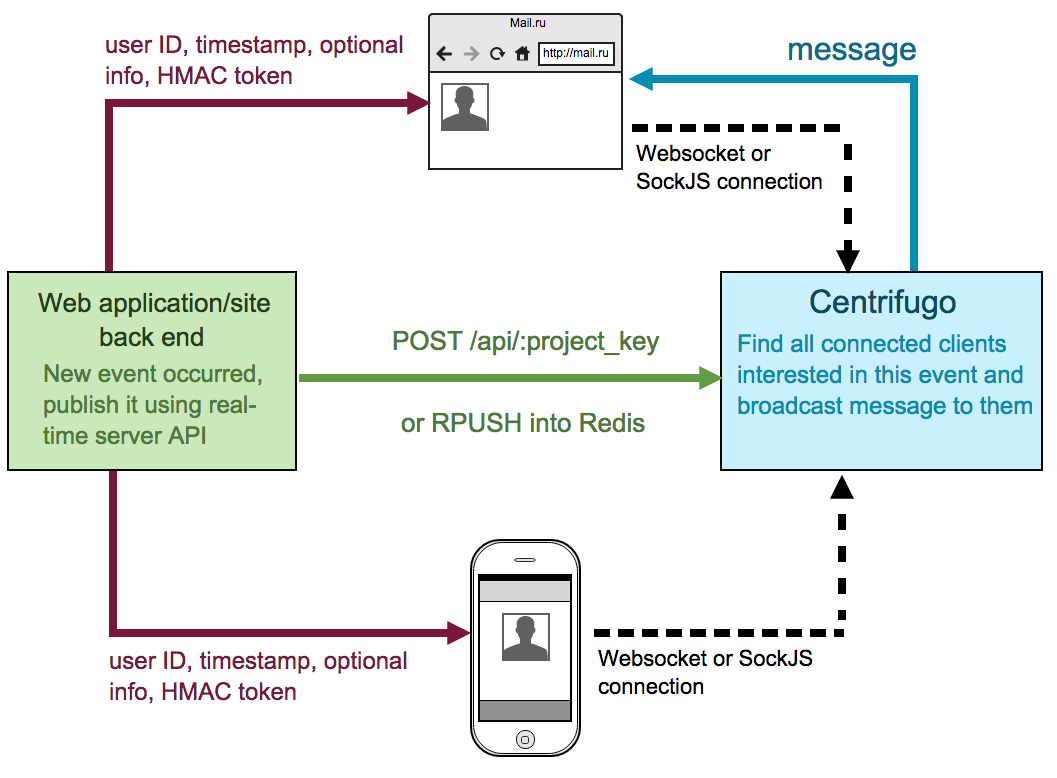 Mail.ru
http://mail.ru
user ID, timestamp, optional
info, HMAC token
message
Websocket or
SockJS connection
Web application/site
back end
New event occurred,
publish it using real-
time server API
POST /api/:project_key
or RPUSH into Redis
Centrifugo
Find all connected clients
interested in this event and
broadcast message to them
user ID, timestamp, optional
info, HMAC token
Websocket or SockJS
connection